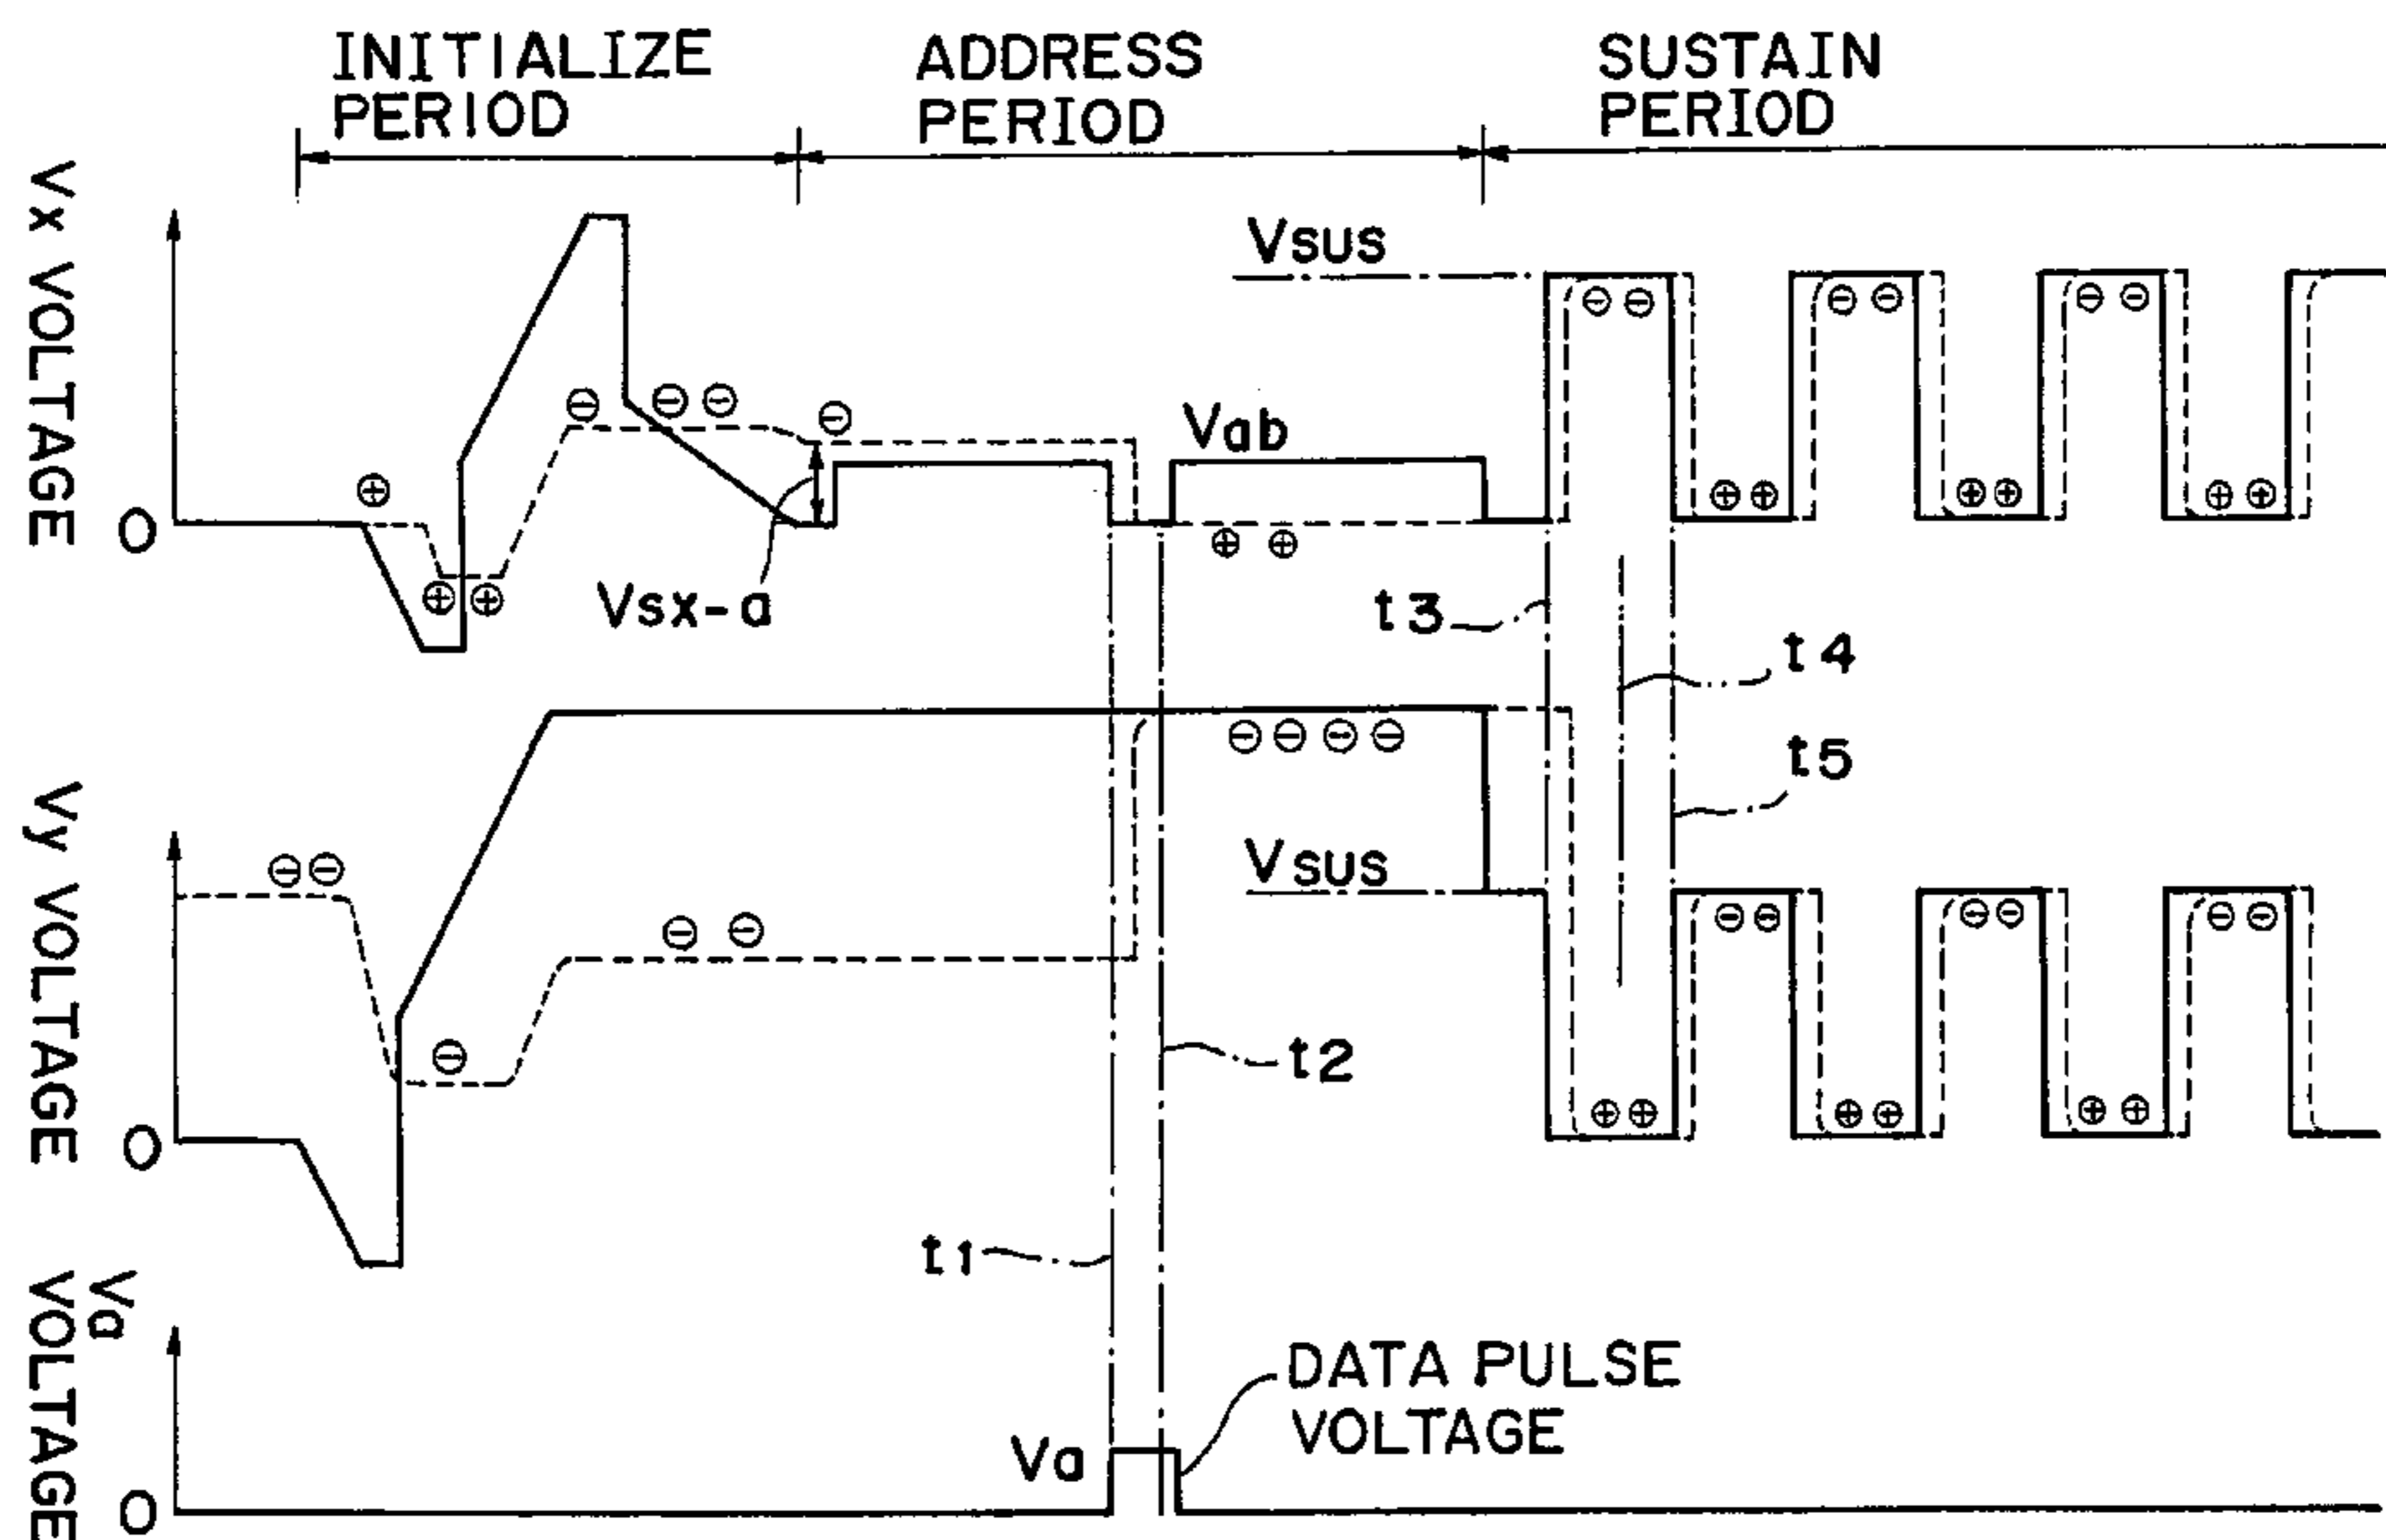 INITIALIZE
PERIOD
ADDRESS
PERIOD
SUSTAIN
PERIOD
Vx VOLTAGE
0
⊕
⊕ ⊕
⊖
⊖ ⊖
⊖
Vsx-a
Vsus
Vab
⊕ ⊕
⊖ ⊖
⊕ ⊕
⊖ ⊖
⊕ ⊕
⊖ ⊖
⊕ ⊕
t3
t4
t5
Vy VOLTAGE
0
⊖ ⊖
⊖
⊖ ⊖
⊖ ⊖ ⊖ ⊖
Vsus
⊕ ⊕
⊖ ⊖
⊕ ⊕
⊖ ⊖
⊕ ⊕
⊖ ⊖
t2
t1
Va
VOLTAGE
0
Va
DATA PULSE
VOLTAGE